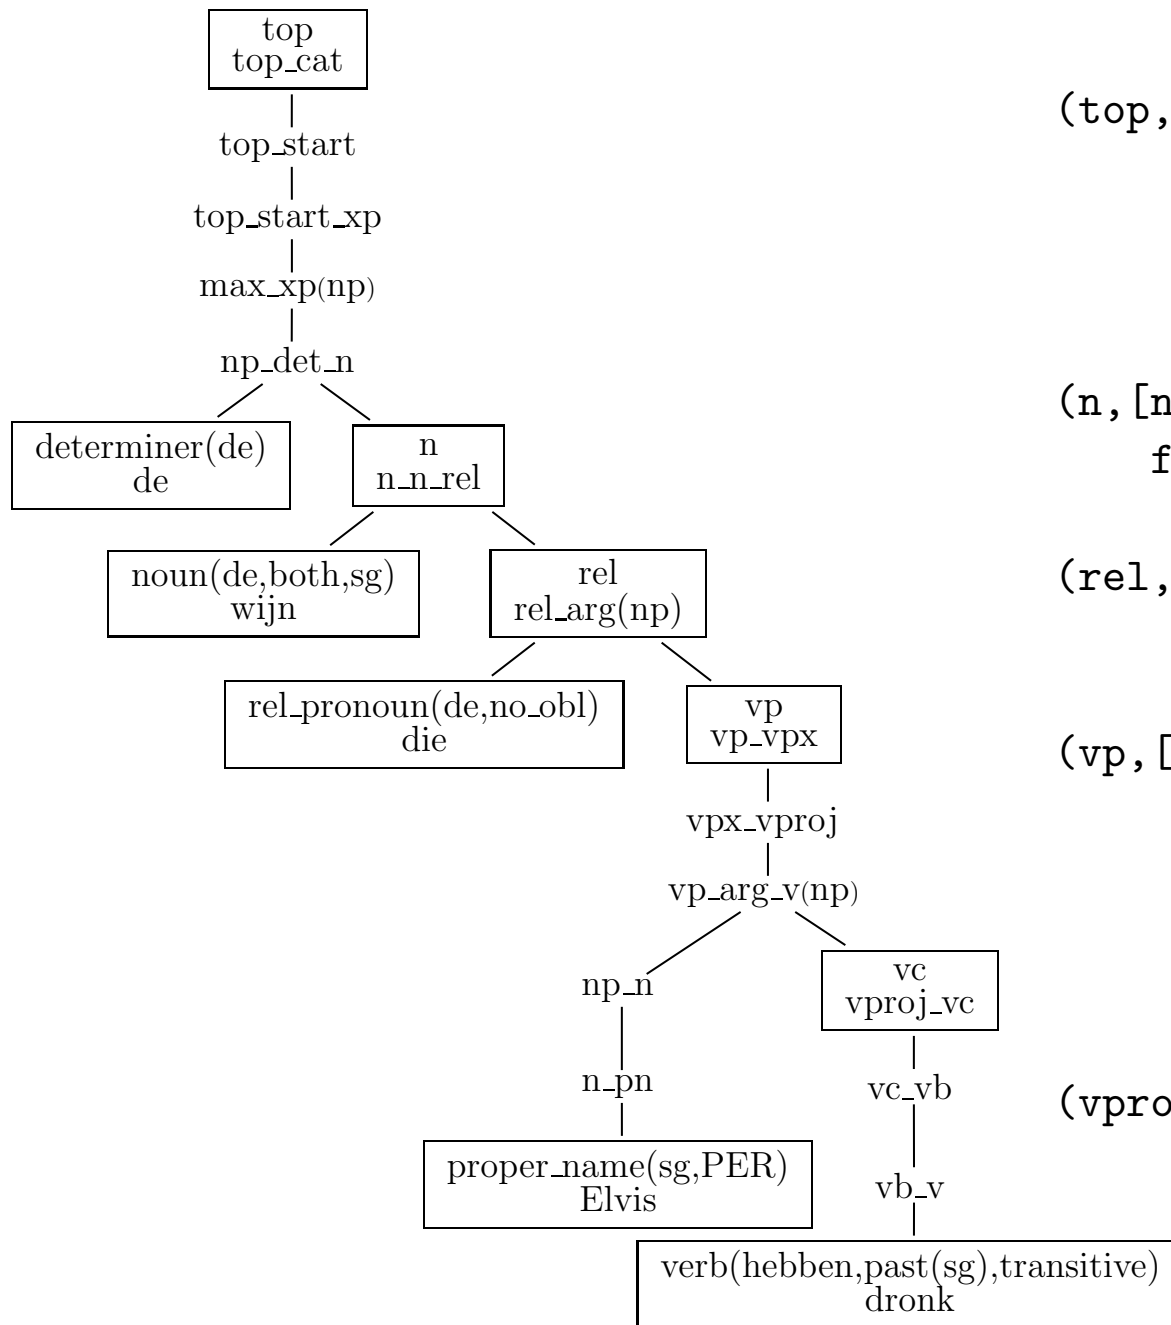 top
top_cat
(top,
top_start
top_start_xp
max_xp(np)
np_det_n
determiner(de)
de
n
n_n_rel
(n,[n
f
noun(de,both,sg)
wijn
rel
rel_arg(np)
(rel,
rel_pronoun(de,no_obl)
die
vp
vp_vpx
(vp,[
vpx_vproj
vp_arg_v(np)
np_n
vc
vproj_vc
n_pn
vc_vb
(vpro
proper_name(sg,PER)
Elvis
vb_v
verb(hebben,past(sg),transitive)
dronk